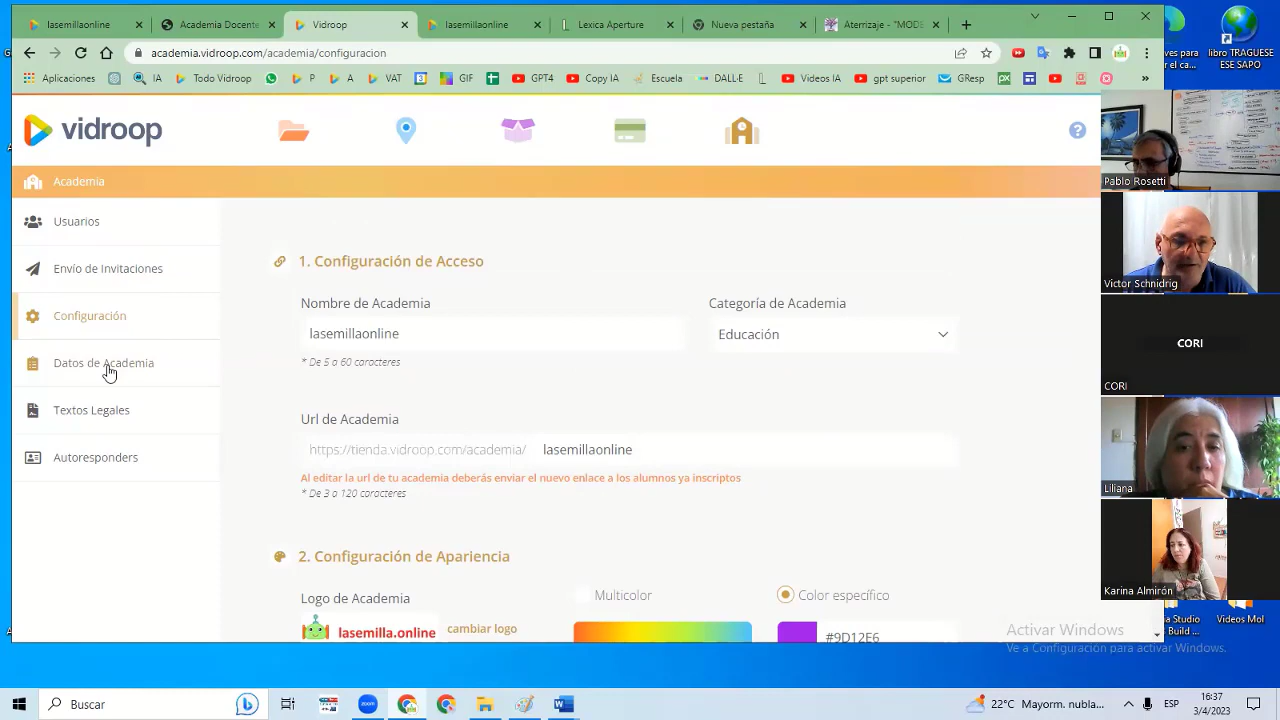 lasemillaonline
Academia Docente
Vidroop
lasemillaonline
Lexica Aperture
Nueva pestaña
Aterrizaje - "MODE
academia.vidroop.com/academia/configuracion
Aplicaciones
IA
Todo Vidroop
P
A
VAT
GIF
GPT4
Copy IA
Escuela
DALL·E
Videos IA
gpt superior
GResp
libro TRAGUESE
ESE SAPO
vidroop
Academia
Usuarios
Envío de Invitaciones
Configuración
Datos de Academia
Textos Legales
Autoresponders
1. Configuración de Acceso
Nombre de Academia
Categoría de Academia
lasemillaonline
Educación
* De 5 a 60 caracteres
Url de Academia
https://tienda.vidroop.com/academia/ lasemillaonline
Al editar la url de tu academia deberás enviar el nuevo enlace a los alumnos ya inscriptos
* De 3 a 120 caracteres
2. Configuración de Apariencia
Logo de Academia
Multicolor
Color específico
lasemilla.online
cambiar logo
#9D12E6
Pablo Rosetti
Victor Schnidrig
CORI
CORI
Liliana
Karina Almirón
Videos Mol
Activar Windows
Ve a Configuración para activar Windows.
Buscar
22°C Mayorm. nubla...
ESP
16:37
3/4/2023